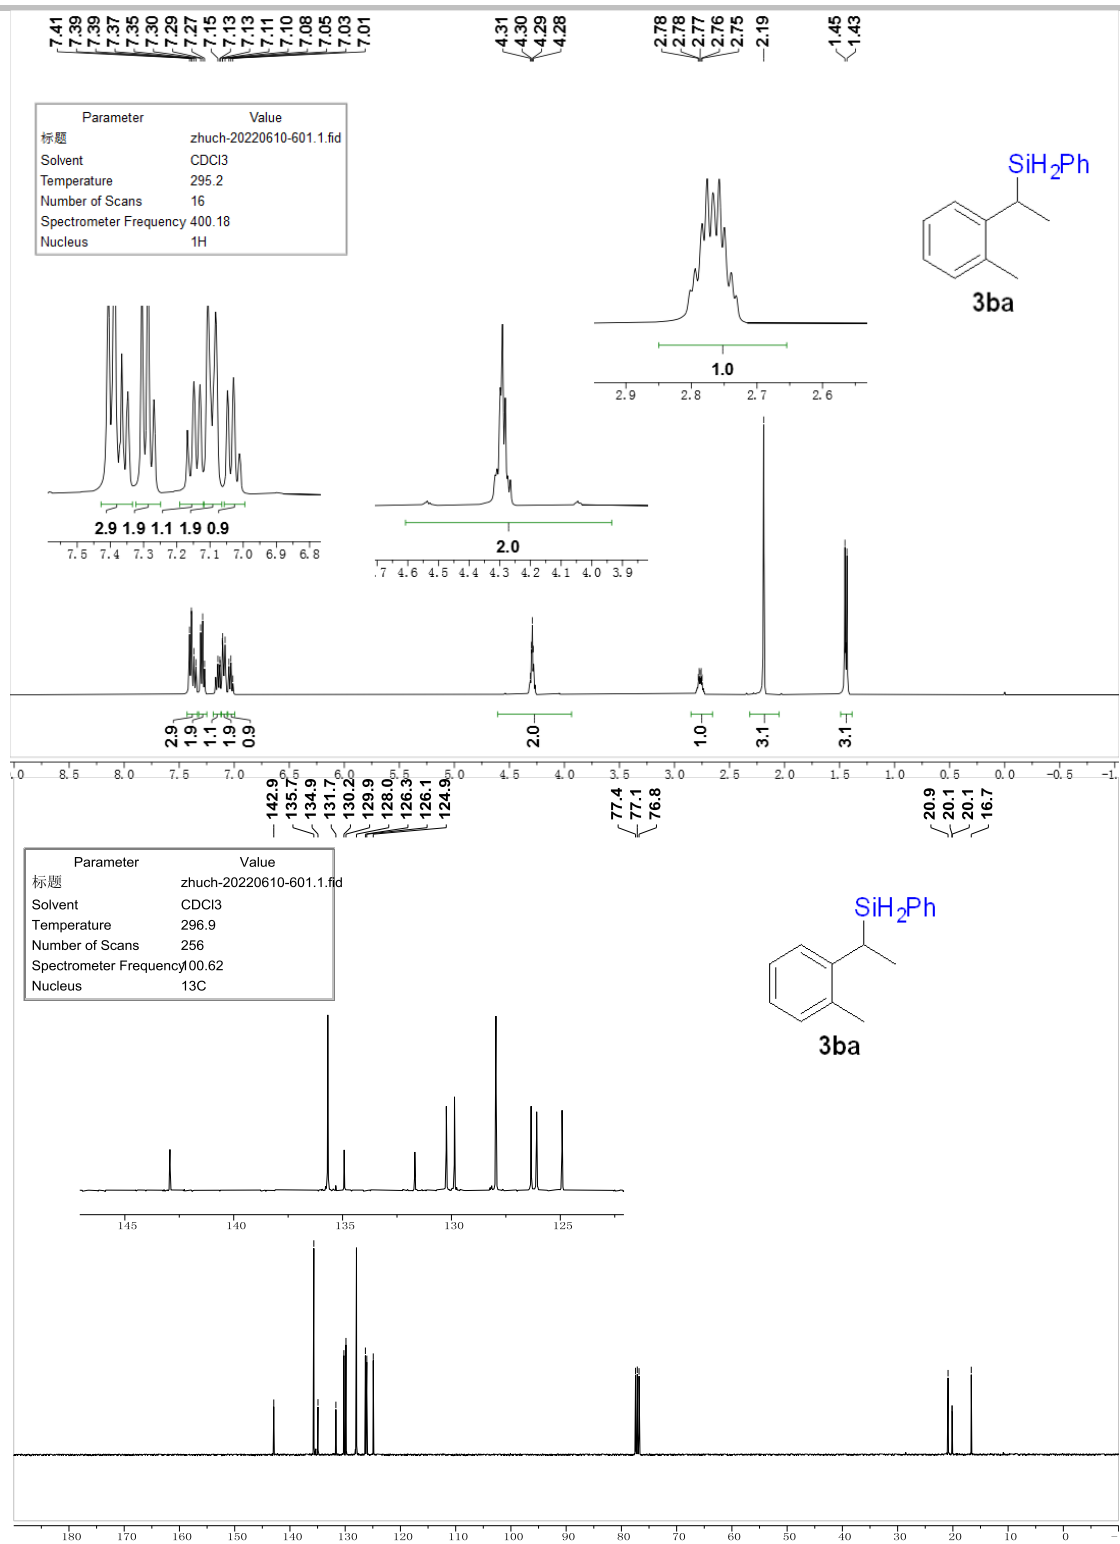 7.41
7.39
7.39
7.37
7.35
7.30
7.29
7.27
7.15
7.13
7.13
7.11
7.10
7.08
7.05
7.03
7.01
4.31
4.30
4.29
4.28
2.78
2.78
2.77
2.76
2.75
2.19
1.45
1.43
Parameter Value
标题 zhuch-20220610-601.1.fid
Solvent CDCl3
Temperature 295.2
Number of Scans 16
Spectrometer Frequency 400.18
Nucleus 1H
SiH2Ph
3ba
1.0
2.9 2.8 2.7 2.6
2.9 1.9 1.1 1.9 0.9
7.5 7.4 7.3 7.2 7.1 7.0 6.9 6.8
2.0
.7 4.6 4.5 4.4 4.3 4.2 4.1 4.0 3.9
2.9 1.9 1.1 1.9 0.9 2.0 1.0 3.1 3.1
.0 8.5 8.0 7.5 7.0 6.5 6.0 5.5 5.0 4.5 4.0 3.5 3.0 2.5 2.0 1.5 1.0 0.5 0.0 -0.5 -1.
142.9
135.7
134.9
131.7
130.2
129.9
128.0
126.3
126.1
124.9
77.4
77.1
76.8
20.9
20.1
20.1
16.7
Parameter Value
标题 zhuch-20220610-601.1.fid
Solvent CDCl3
Temperature 296.9
Number of Scans 256
Spectrometer Frequency 100.62
Nucleus 13C
SiH2Ph
3ba
145 140 135 130 125
180 170 160 150 140 130 120 110 100 90 80 70 60 50 40 30 20 10 0 -